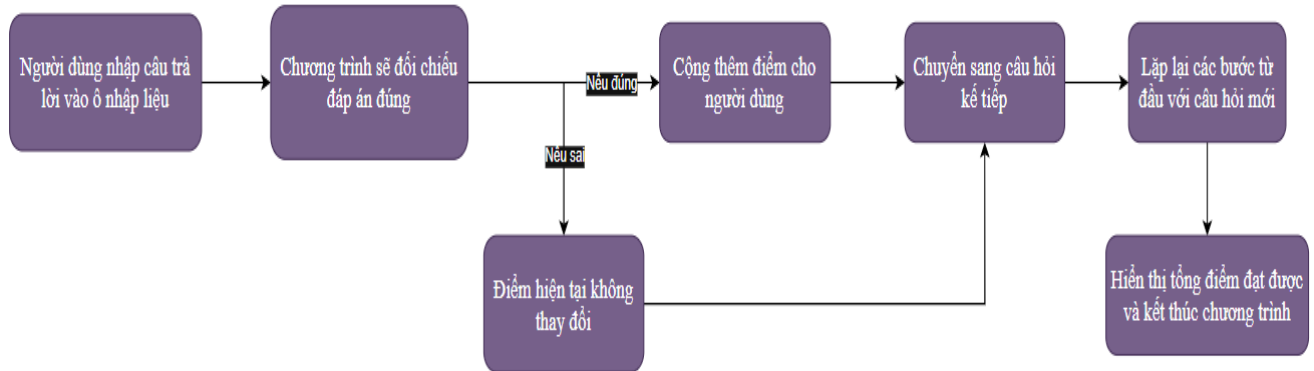 Người dùng nhập câu trả
lời vào ô nhập liệu
Chương trình sẽ đối chiếu
đáp án đúng
Nếu đúng
Cộng thêm điểm cho
người dùng
Chuyển sang câu hỏi
kế tiếp
Lặp lại các bước từ
đầu với câu hỏi mới
Nếu sai
Điểm hiện tại không
thay đổi
Hiển thị tổng điểm đạt được
và kết thúc chương trình